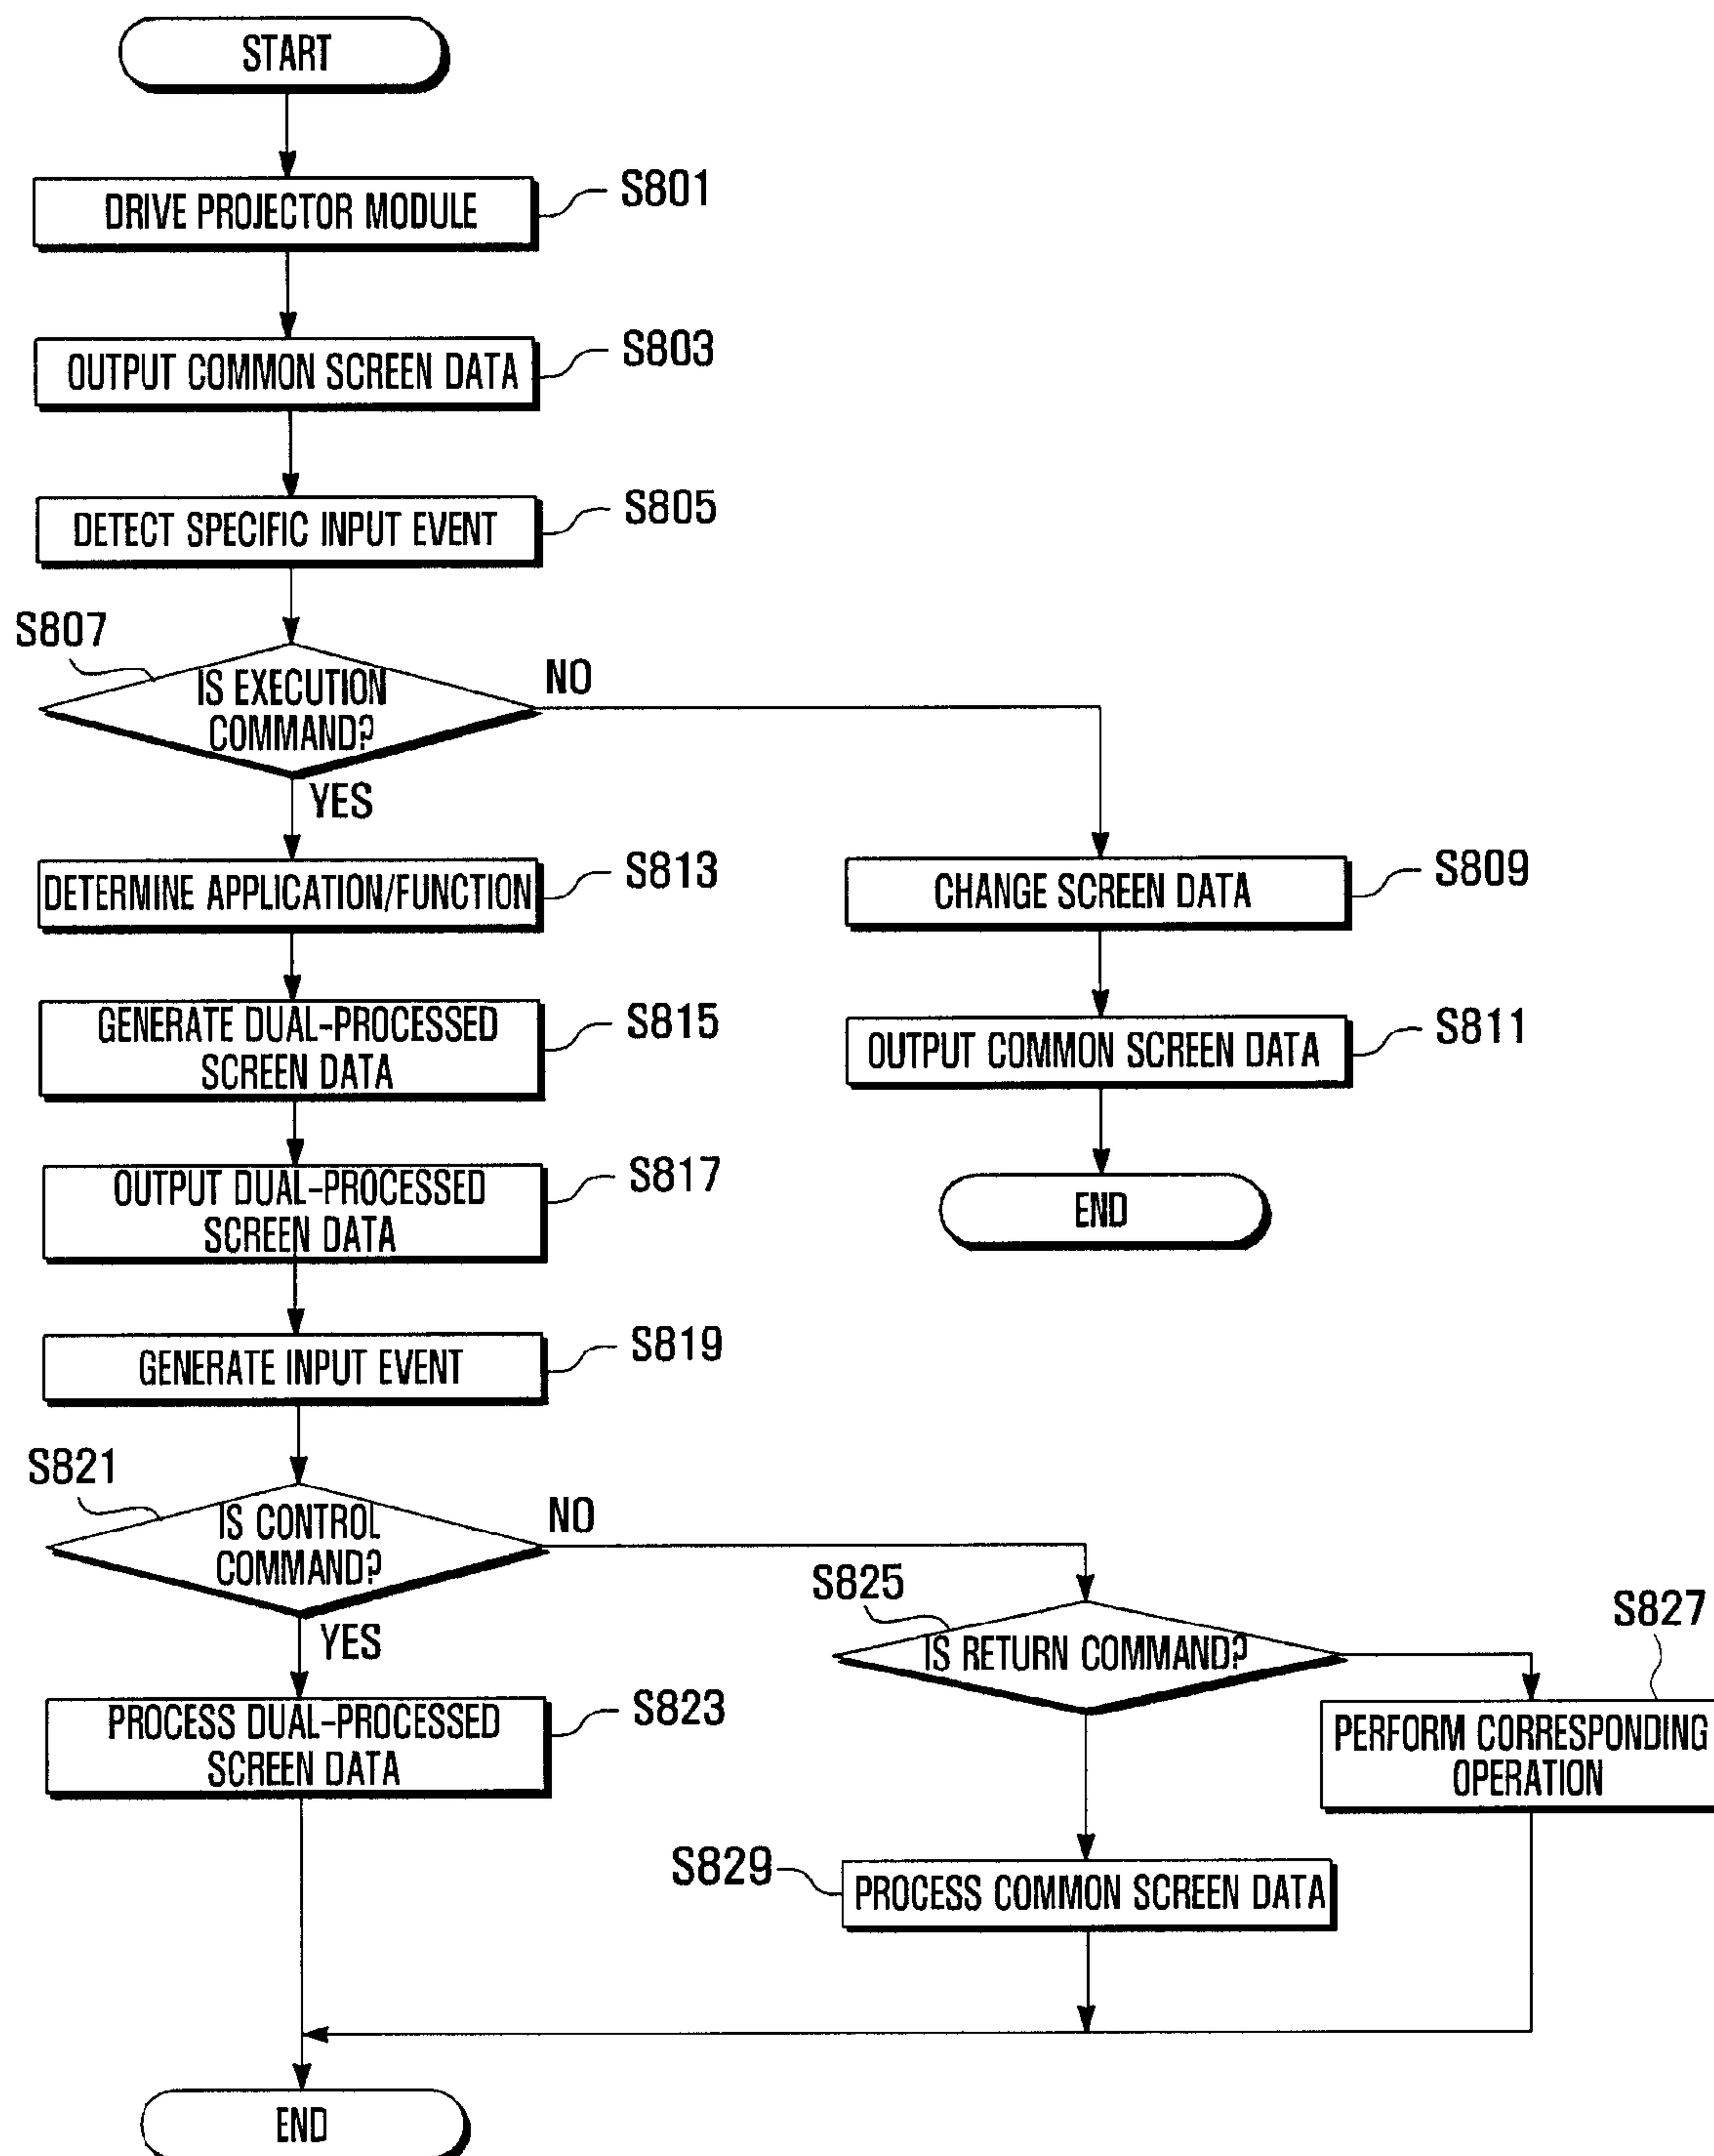 START
DRIVE PROJECTOR MODULE
S801
OUTPUT COMMON SCREEN DATA
S803
DETECT SPECIFIC INPUT EVENT
S805
S807
IS EXECUTION
COMMAND?
NO
YES
DETERMINE APPLICATION/FUNCTION
S813
CHANGE SCREEN DATA
S809
GENERATE DUAL-PROCESSED
SCREEN DATA
S815
OUTPUT COMMON SCREEN DATA
S811
OUTPUT DUAL-PROCESSED
SCREEN DATA
S817
END
GENERATE INPUT EVENT
S819
S821
IS CONTROL
COMMAND?
NO
YES
S825
IS RETURN COMMAND?
S827
PROCESS DUAL-PROCESSED
SCREEN DATA
S823
PERFORM CORRESPONDING
OPERATION
S829
PROCESS COMMON SCREEN DATA
END